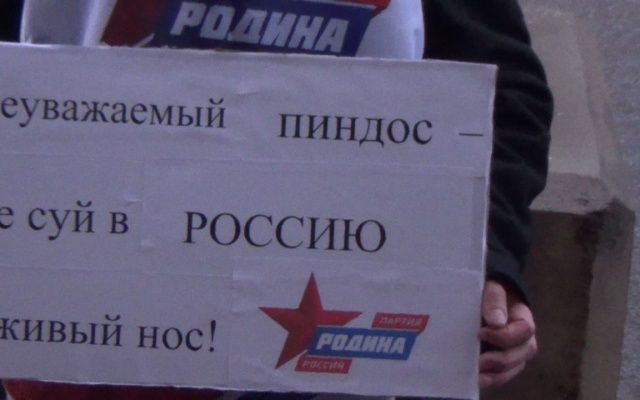 РОДИНА
еуважаемый ПИНДОС –
е суй в РОССИЮ
живый нос!
ПАРТИЯ
РОДИНА
РОССИИ